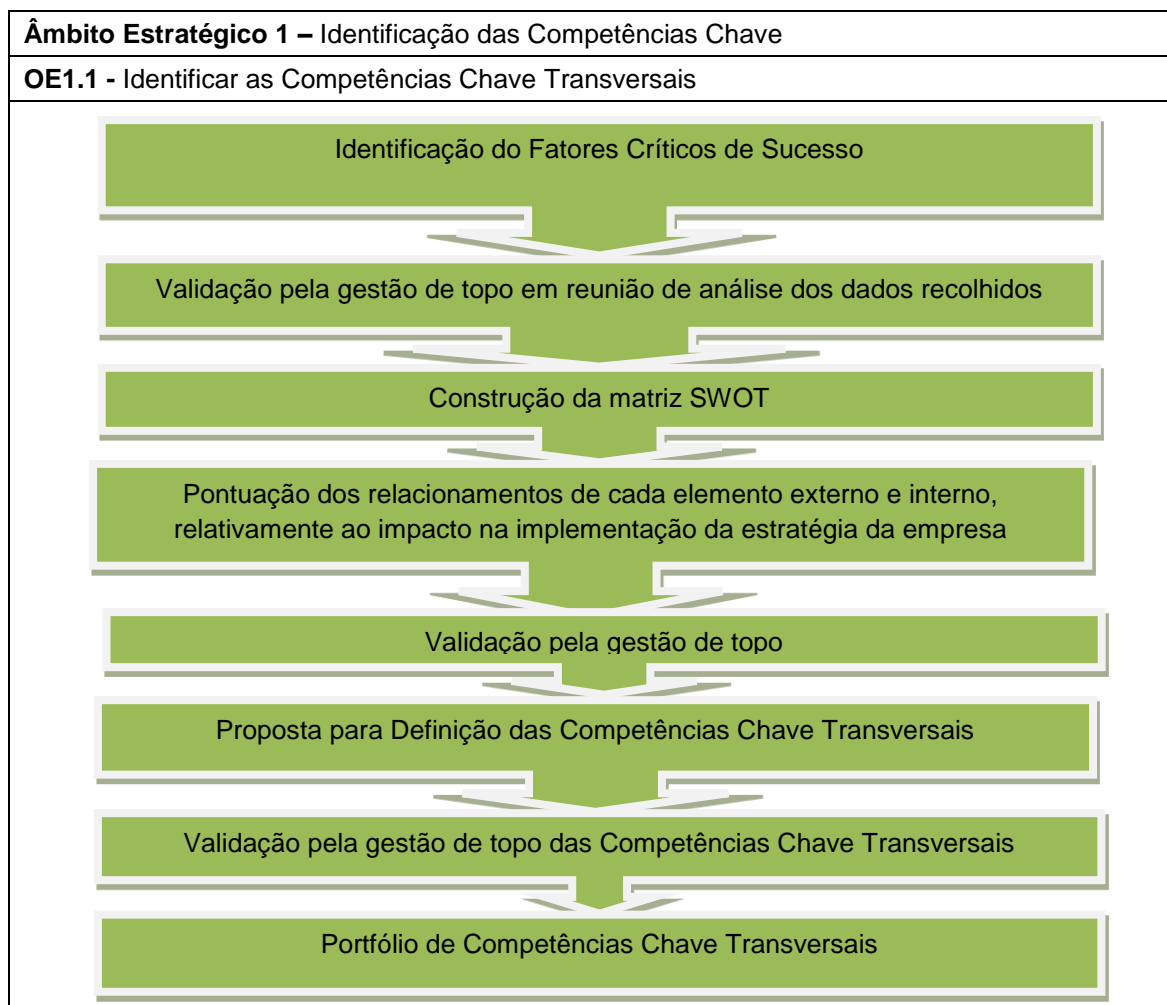 Âmbito Estratégico 1 – Identificação das Competências Chave
OE1.1 - Identificar as Competências Chave Transversais
Identificação do Fatores Críticos de Sucesso
Validação pela gestão de topo em reunião de análise dos dados recolhidos
Construção da matriz SWOT
Pontuação dos relacionamentos de cada elemento externo e interno,
relativamente ao impacto na implementação da estratégia da empresa
Validação pela gestão de topo
Proposta para Definição das Competências Chave Transversais
Validação pela gestão de topo das Competências Chave Transversais
Portfólio de Competências Chave Transversais